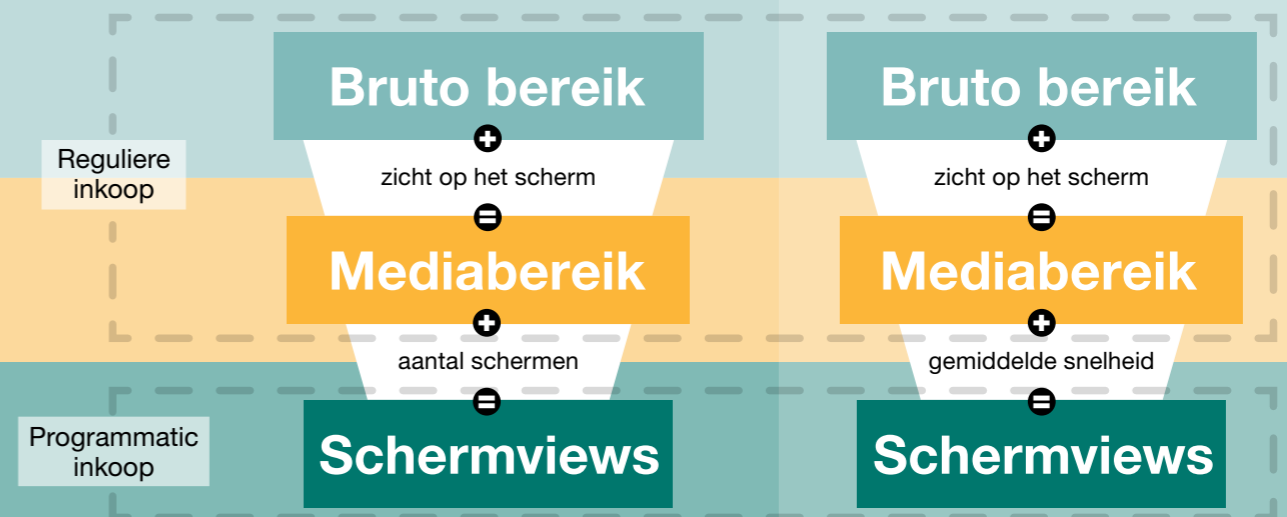 Bruto bereik
Bruto bereik
Reguliere
inkoop
zicht op het scherm
zicht op het scherm
Mediabereik
Mediabereik
aantal schermen
gemiddelde snelheid
Programmatic
inkoop
Schermviews
Schermviews